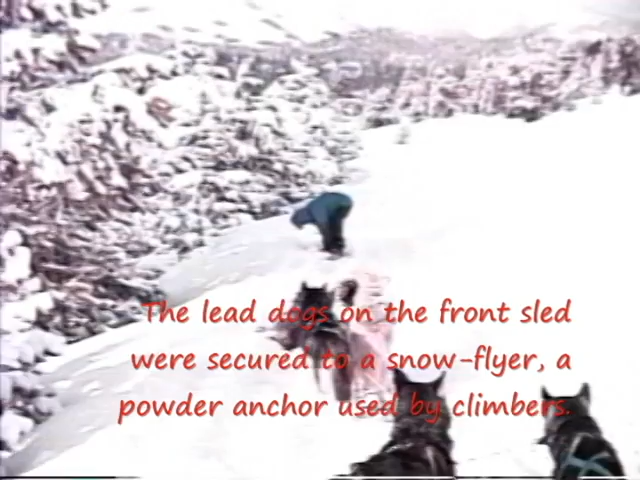 The lead dogs on the front sled
were secured to a snow-flyer, a
powder anchor used by climbers.